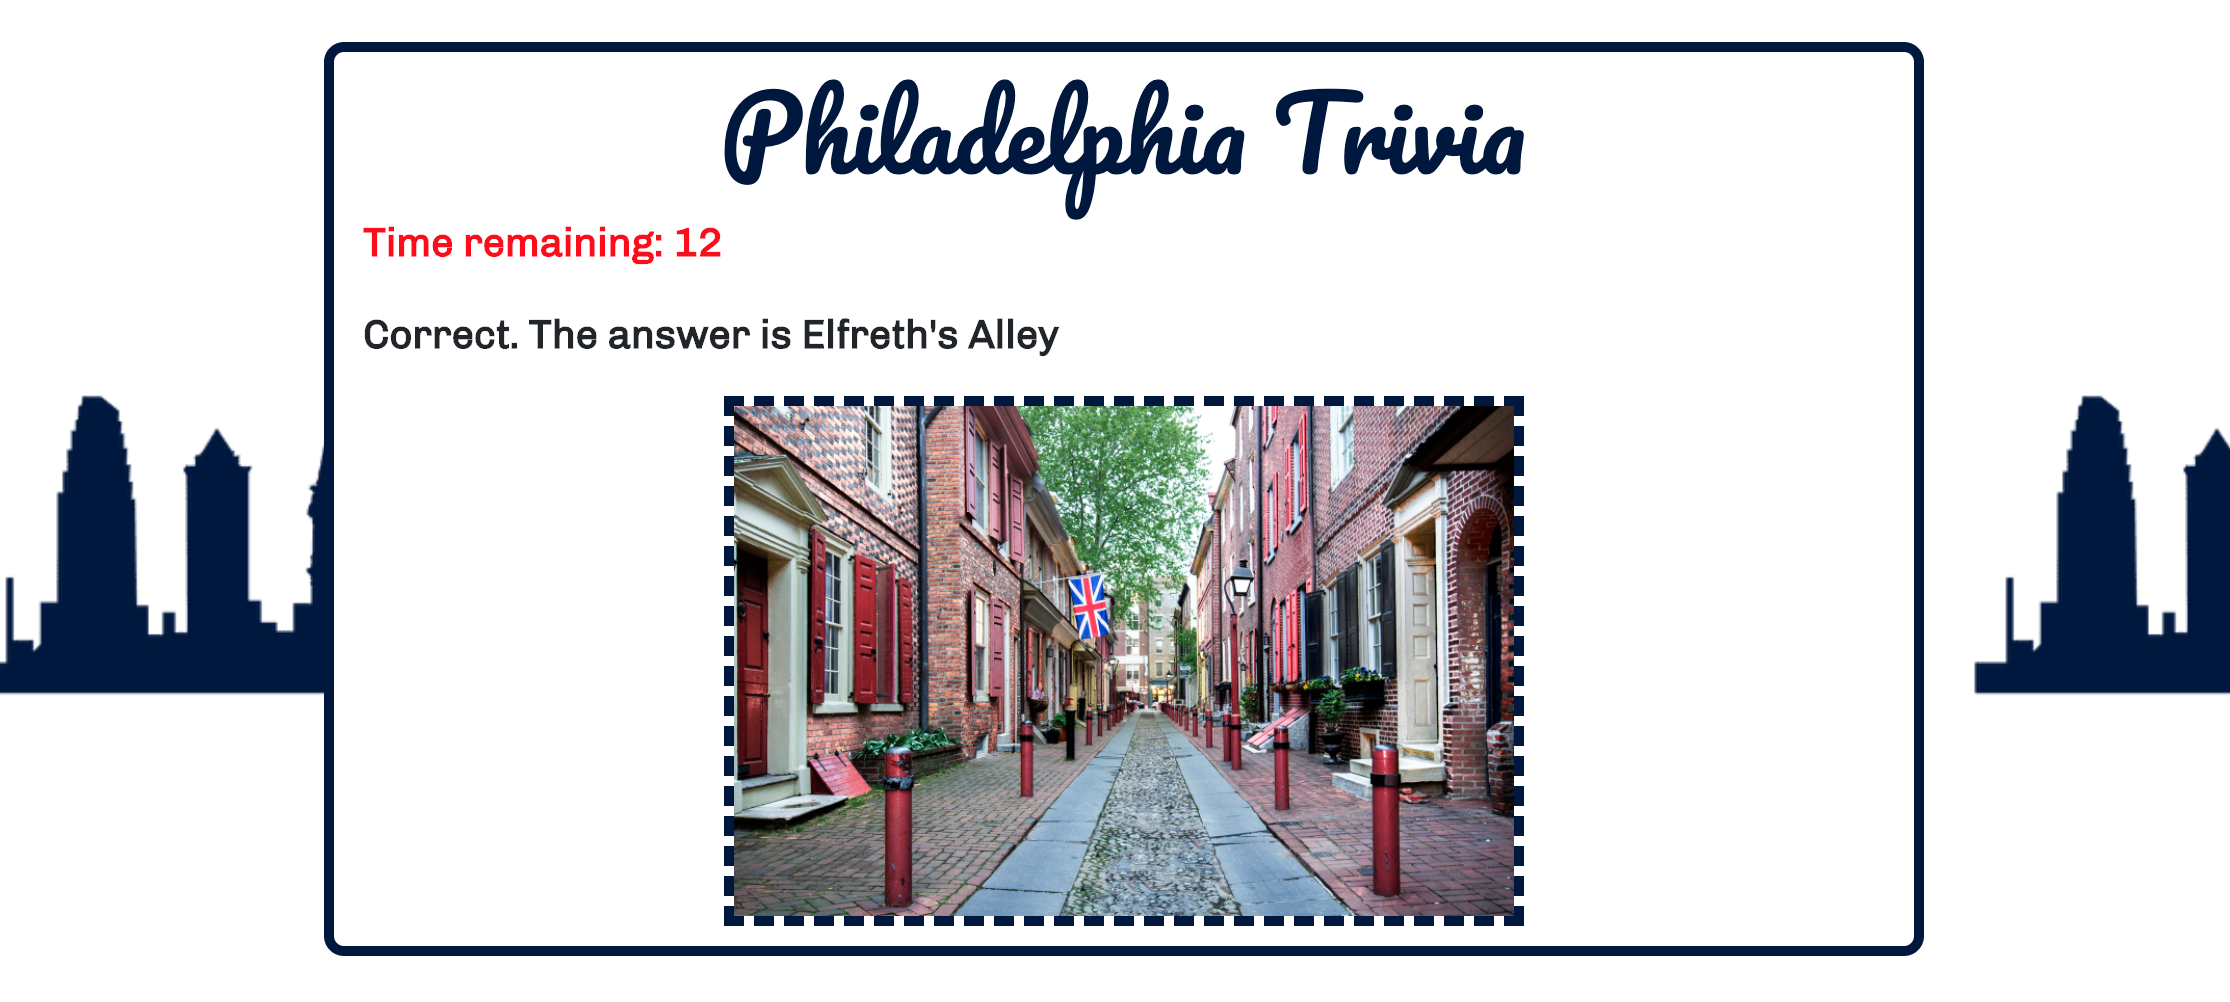 Philadelphia Trivia
Time remaining: 12
Correct. The answer is Elfreth's Alley